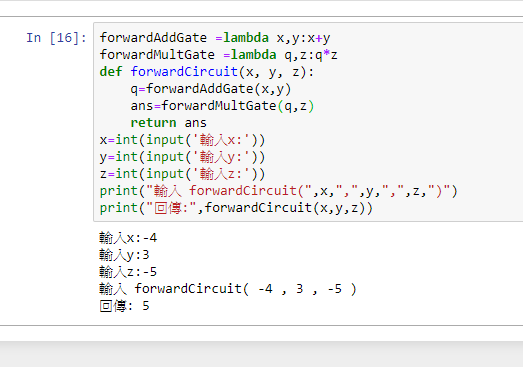 In [16]: forwardAddGate =lambda x,y:x+y
forwardMultGate =lambda q,z:q*z
def forwardCircuit(x, y, z):
    q=forwardAddGate(x,y)
    ans=forwardMultGate(q,z)
    return ans
x=int(input('輸入x:'))
y=int(input('輸入y:'))
z=int(input('輸入z:'))
print("輸入 forwardCircuit(",x,",",y,",",z,")")
print("回傳:",forwardCircuit(x,y,z))
輸入x:-4
輸入y:3
輸入z:-5
輸入 forwardCircuit( -4 , 3 , -5 )
回傳: 5